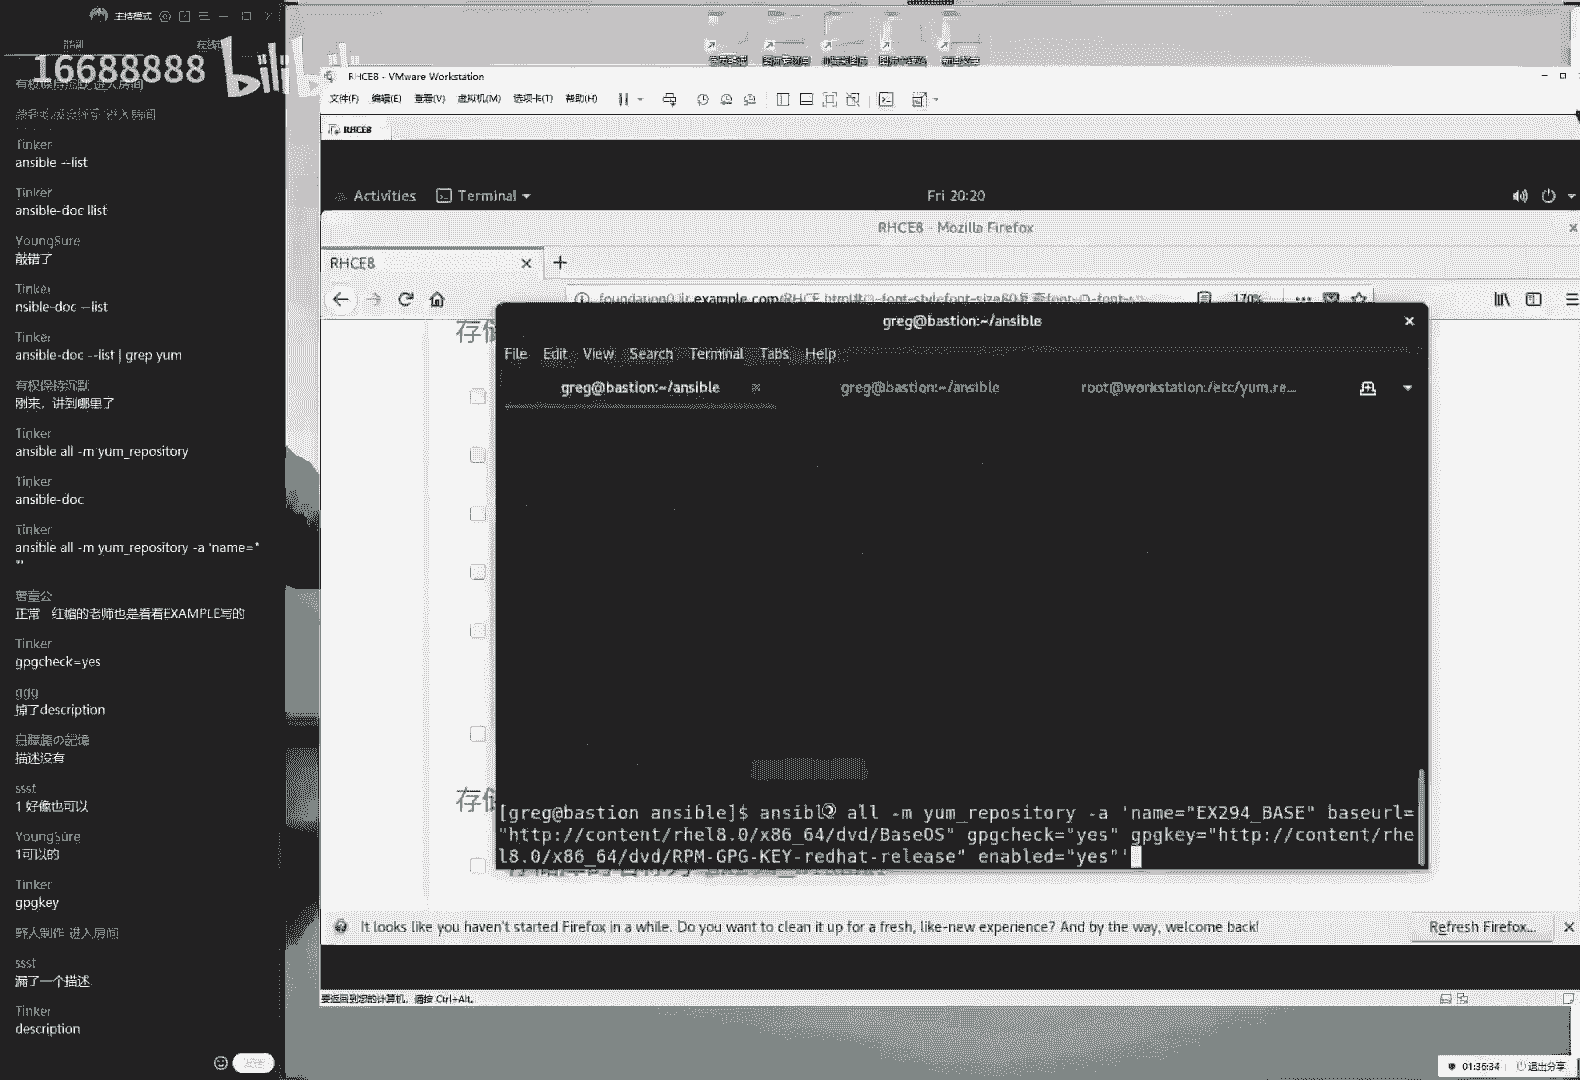 主持模式
16688888
bilibili
有权保持沉默 进入房间
进入房间
Tinker
ansible --list
Tinker
ansible-doc llist
YoungSure
敲错了
Tinker
nsible-doc --list
Tinker
ansible-doc --list | grep yum
有权保持沉默
刚来，讲到哪里了
Tinker
ansible all -m yum_repository
Tinker
ansible-doc
Tinker
ansible all -m yum_repository -a 'name="
"'
正常 红帽的老师也是看着EXAMPLE写的
Tinker
gpgcheck=yes
ggg
掉了description
描述没有
ssst
1 好像也可以
YoungSure
1可以的
Tinker
gpgkey
野人制作 进入房间
ssst
漏了一个描述
Tinker
description
RHCE8 - VMware Workstation
文件(F) 编辑(E) 查看(V) 虚拟机(M) 选项卡(T) 帮助(H)
RHCE8
Activities Terminal Fri 20:20
RHCE8 - Mozilla Firefox
RHCE8
170%
存储
greg@bastion:~/ansible
File Edit View Search Terminal Tabs Help
greg@bastion:~/ansible greg@bastion:~/ansible root@workstation:/etc/yum.re...
存储
[greg@bastion ansible]$ ansible all -m yum_repository -a 'name="EX294_BASE" baseurl=
"http://content/rhel8.0/x86_64/dvd/BaseOS" gpgcheck="yes" gpgkey="http://content/rhe
l8.0/x86_64/dvd/RPM-GPG-KEY-redhat-release" enabled="yes"'
It looks like you haven't started Firefox in a while. Do you want to clean it up for a fresh, like-new experience? And by the way, welcome back!
Refresh Firefox...
要返回到您的计算机，请按 Ctrl+Alt。
01:36:34 退出分享